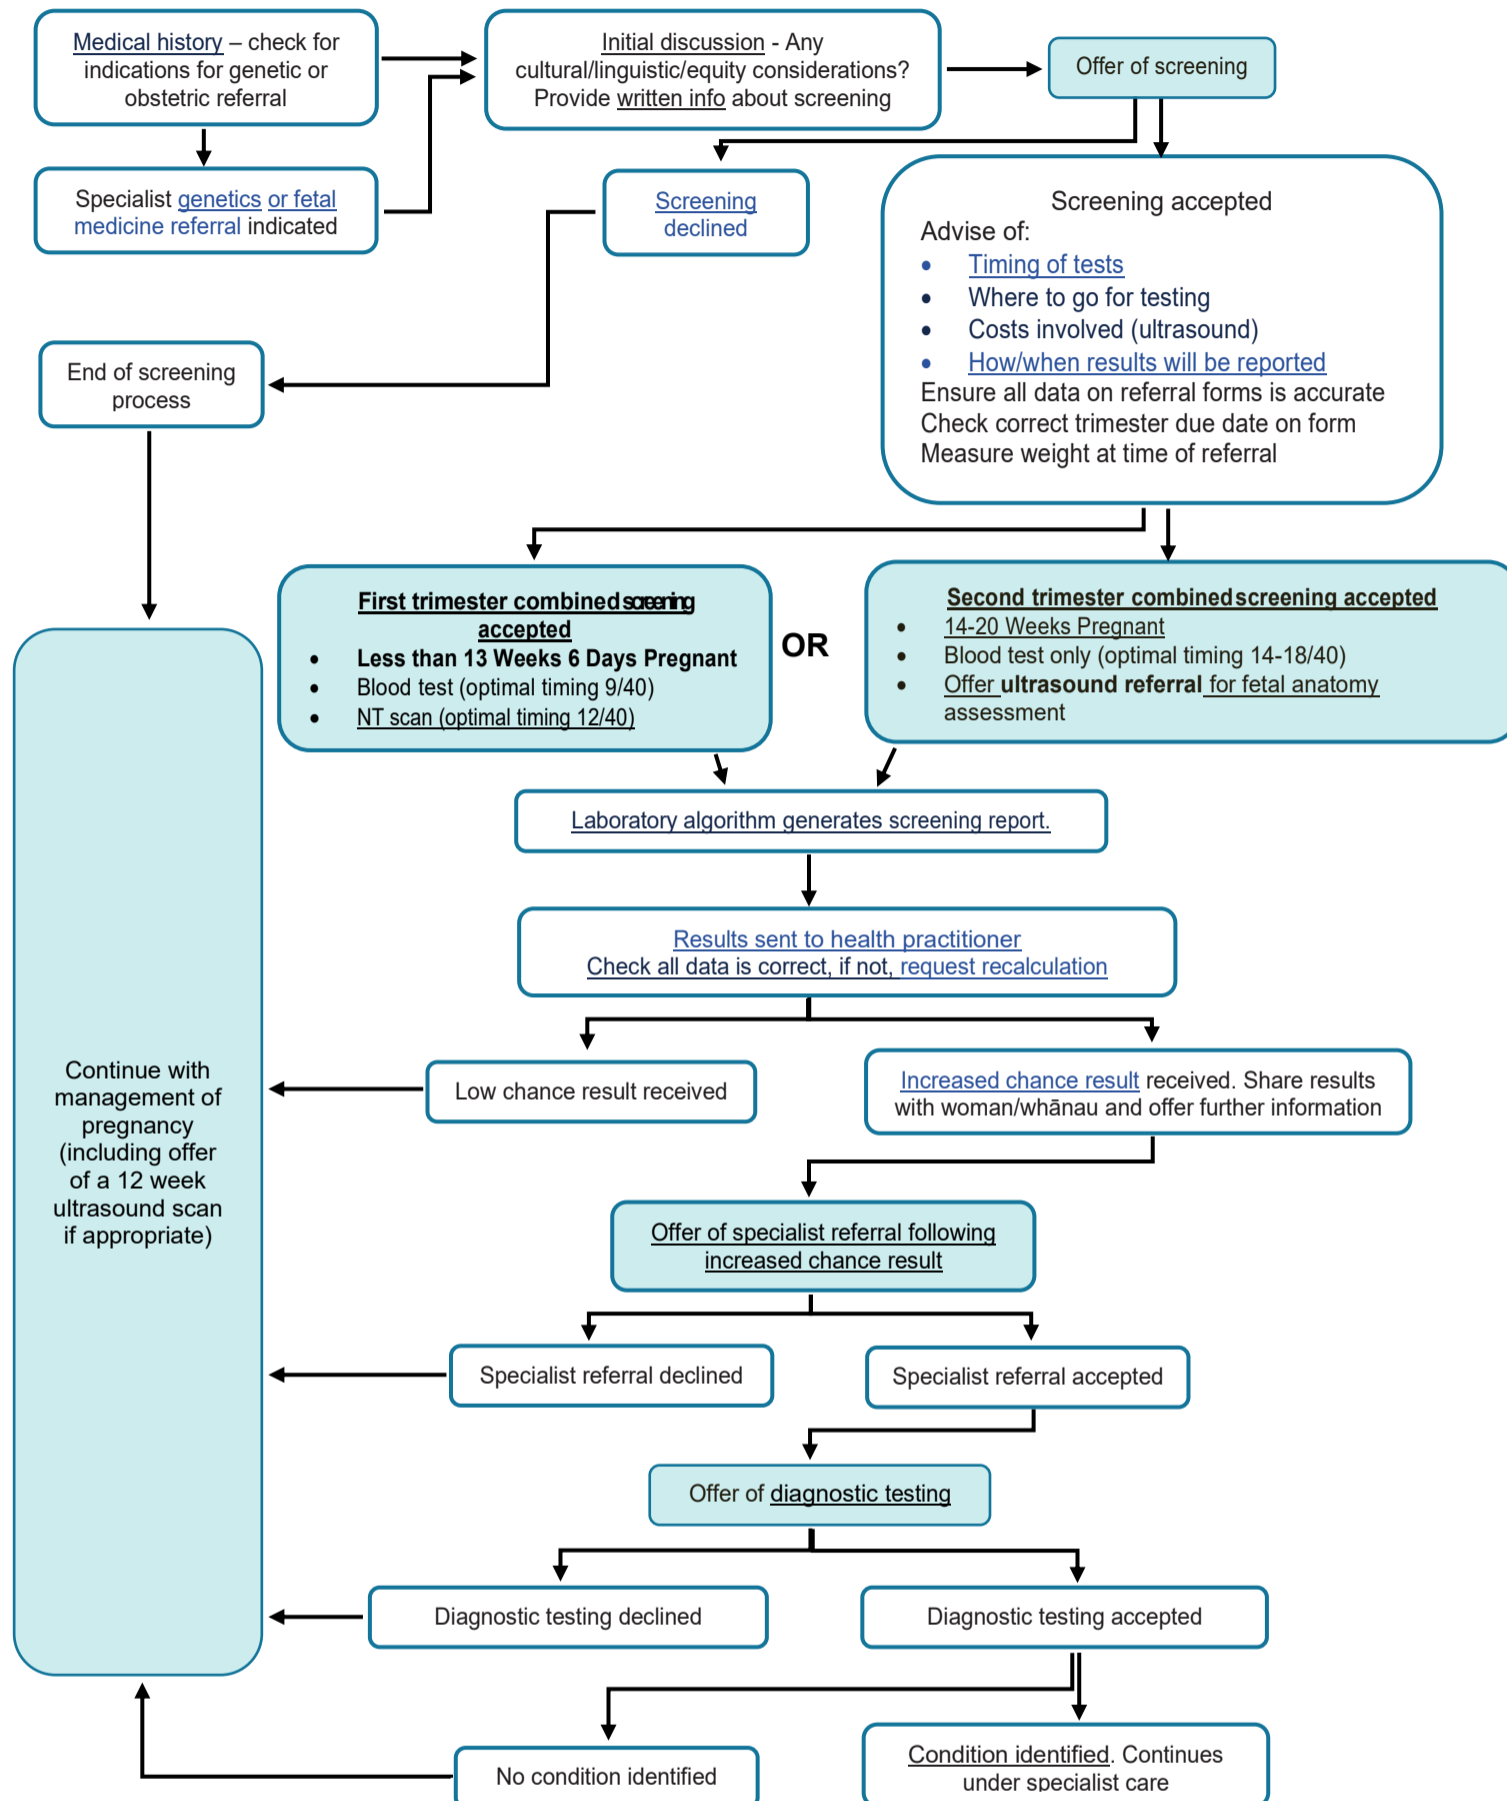 Medical history – check for
indications for genetic or
obstetric referral
Initial discussion - Any
cultural/linguistic/equity considerations?
Provide written info about screening
Offer of screening
Specialist genetics or fetal
medicine referral indicated
Screening
declined
Screening accepted
Advise of:
• Timing of tests
• Where to go for testing
• Costs involved (ultrasound)
• How/when results will be reported
Ensure all data on referral forms is accurate
Check correct trimester due date on form
Measure weight at time of referral
End of screening
process
First trimester combined screening
accepted
• Less than 13 Weeks 6 Days Pregnant
• Blood test (optimal timing 9/40)
• NT scan (optimal timing 12/40)
OR
Second trimester combined screening accepted
• 14-20 Weeks Pregnant
• Blood test only (optimal timing 14-18/40)
• Offer ultrasound referral for fetal anatomy
assessment
Laboratory algorithm generates screening report.
Results sent to health practitioner
Check all data is correct, if not, request recalculation
Low chance result received
Increased chance result received. Share results
with woman/whānau and offer further information
Continue with
management of
pregnancy
(including offer
of a 12 week
ultrasound scan
if appropriate)
Offer of specialist referral following
increased chance result
Specialist referral declined
Specialist referral accepted
Offer of diagnostic testing
Diagnostic testing declined
Diagnostic testing accepted
No condition identified
Condition identified. Continues
under specialist care